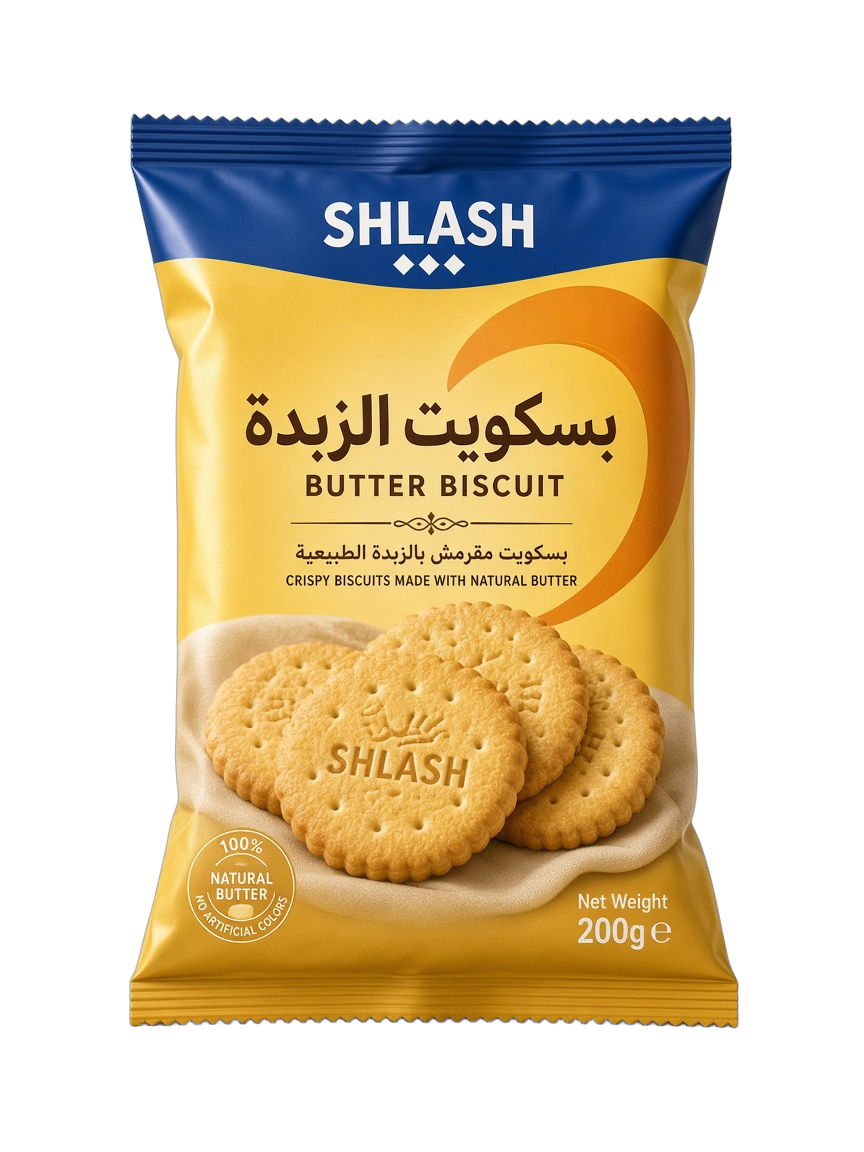 SHLASH
بسكويت الزبدة
BUTTER BISCUIT
بسكويت مقرمش بالزبدة الطبيعية
CRISPY BISCUITS MADE WITH NATURAL BUTTER
SHLASH
100%
NATURAL
BUTTER
NO ARTIFICIAL COLORS
Net Weight
200g ℮